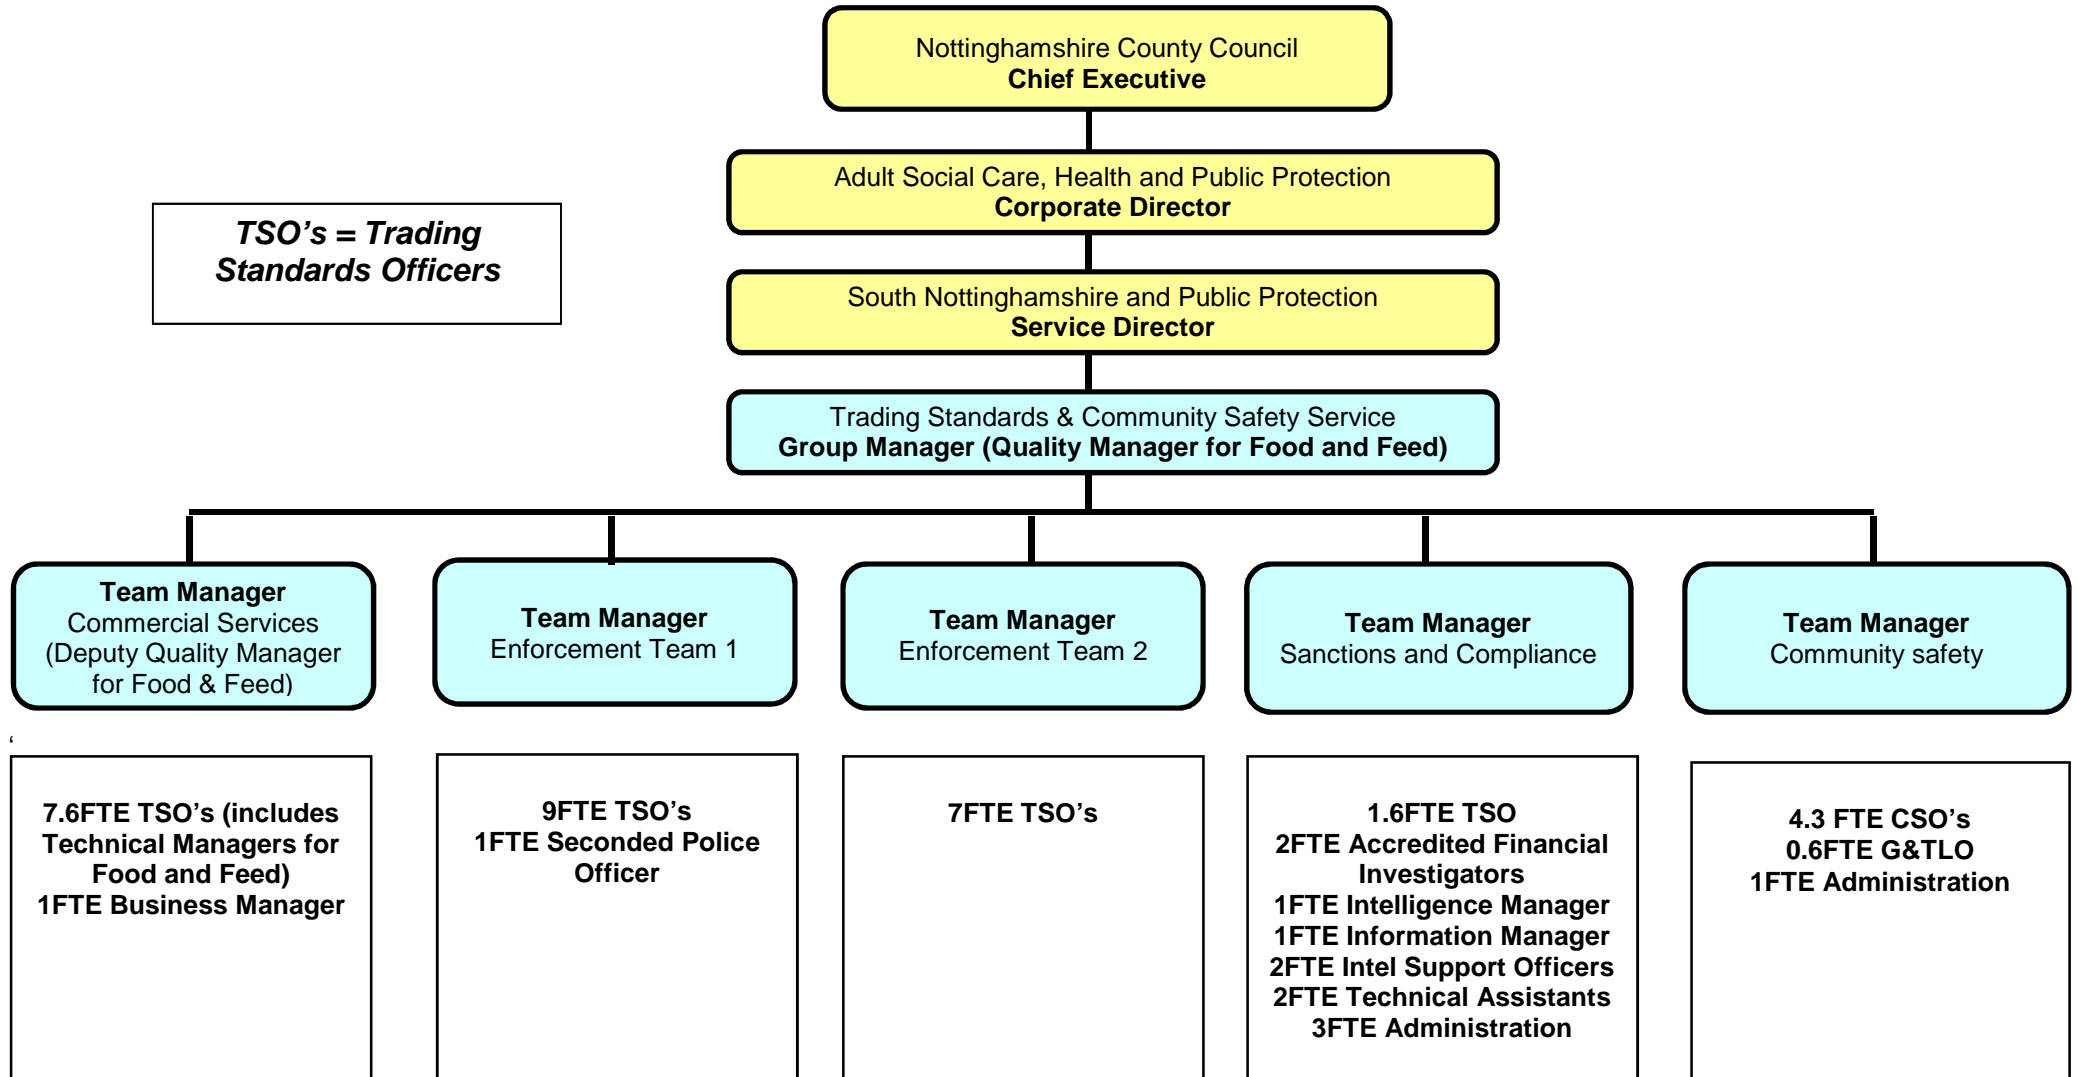 Nottinghamshire County Council
Chief Executive
Adult Social Care, Health and Public Protection
Corporate Director
TSO’s = Trading
Standards Officers
South Nottinghamshire and Public Protection
Service Director
Trading Standards & Community Safety Service
Group Manager (Quality Manager for Food and Feed)
Team Manager
Commercial Services
(Deputy Quality Manager
for Food & Feed)
Team Manager
Enforcement Team 1
Team Manager
Enforcement Team 2
Team Manager
Sanctions and Compliance
Team Manager
Community safety
‘
7.6FTE TSO’s (includes
Technical Managers for
Food and Feed)
1FTE Business Manager
9FTE TSO’s
1FTE Seconded Police
Officer
7FTE TSO’s
1.6FTE TSO
2FTE Accredited Financial
Investigators
1FTE Intelligence Manager
1FTE Information Manager
2FTE Intel Support Officers
2FTE Technical Assistants
3FTE Administration
4.3 FTE CSO’s
0.6FTE G&TLO
1FTE Administration